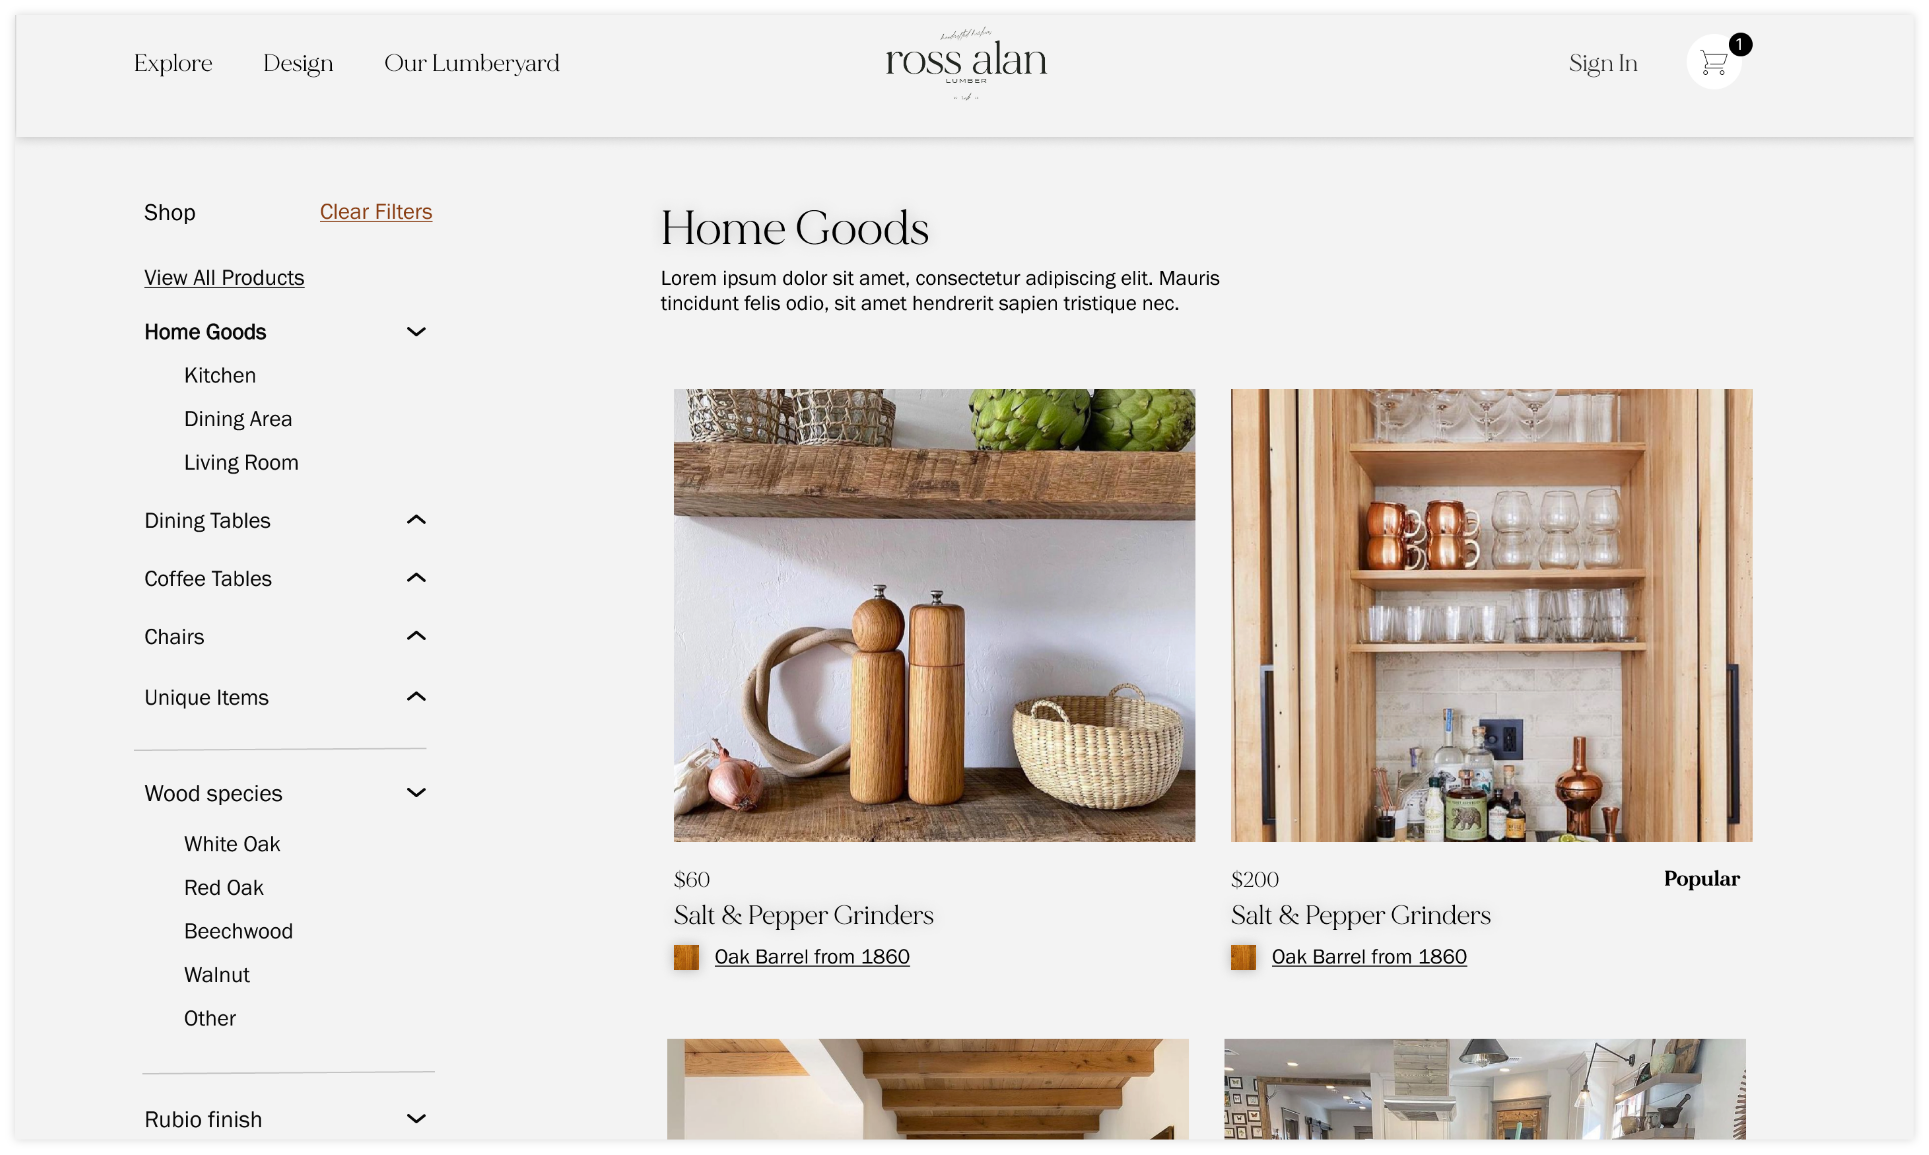 Explore
Design
Our Lumberyard
ross alan
LUMBER
Sign In
1
Shop
Clear Filters
View All Products
Home Goods
Kitchen
Dining Area
Living Room
Dining Tables
Coffee Tables
Chairs
Unique Items
Wood species
White Oak
Red Oak
Beechwood
Walnut
Other
Rubio finish
Home Goods
Lorem ipsum dolor sit amet, consectetur adipiscing elit. Mauris
tincidunt felis odio, sit amet hendrerit sapien tristique nec.
$60
Salt & Pepper Grinders
Oak Barrel from 1860
$200
Popular
Salt & Pepper Grinders
Oak Barrel from 1860